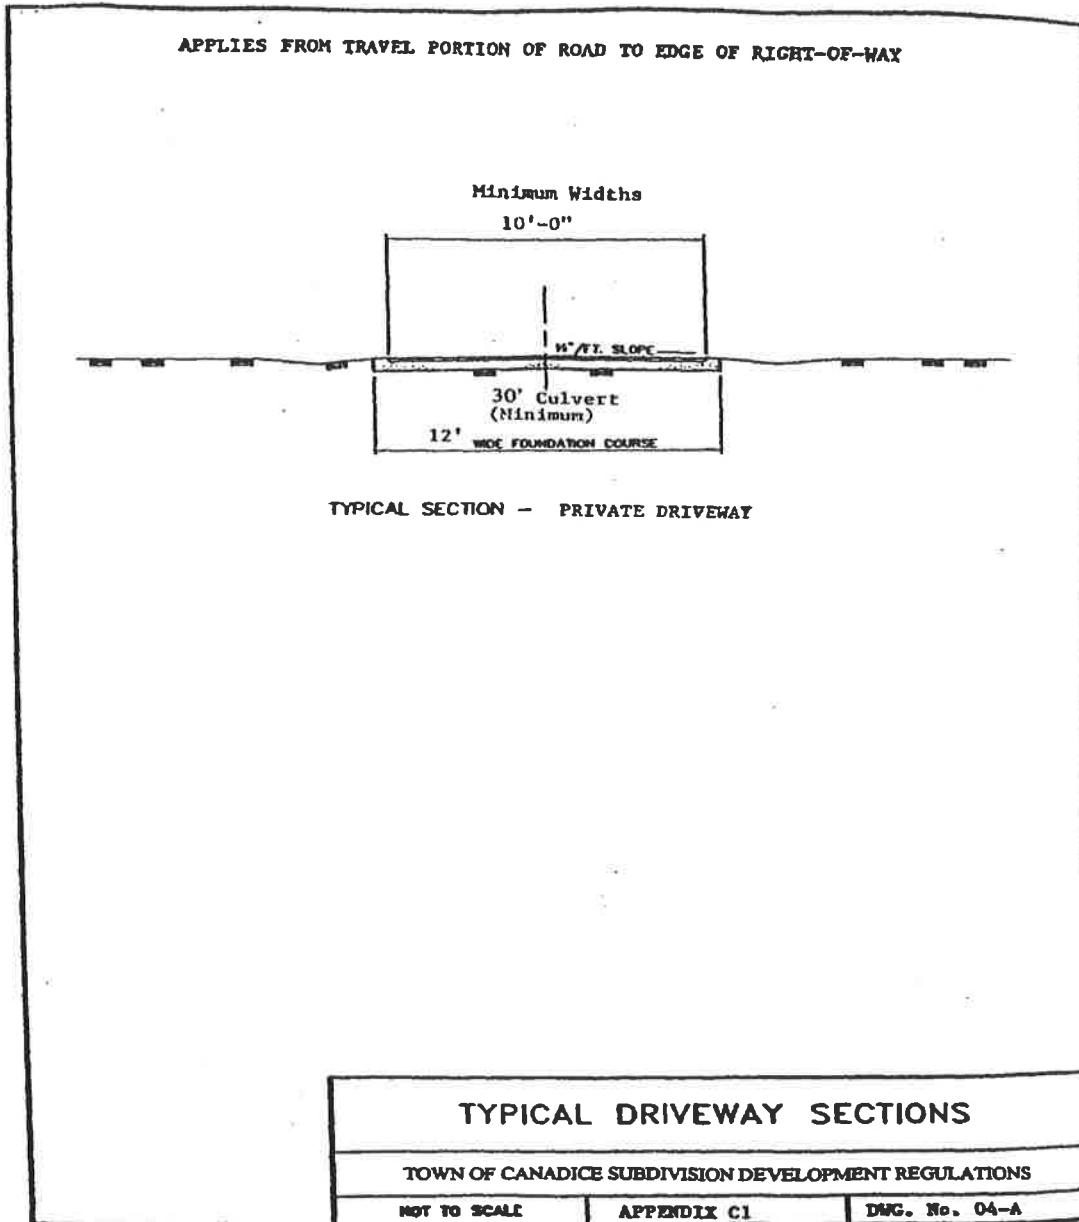 APPLIES FROM TRAVEL PORTION OF ROAD TO EDGE OF RIGHT-OF-WAY
Minimum Widths
10'-0"
/FT. SLOPE
30' Culvert
(Minimum)
12' WIDE FOUNDATION COURSE
TYPICAL SECTION - PRIVATE DRIVEWAY
TYPICAL DRIVEWAY SECTIONS
TOWN OF CANADICE SUBDIVISION DEVELOPMENT REGULATIONS
NOT TO SCALE
APPENDIX C1
DWG. No. 04-A